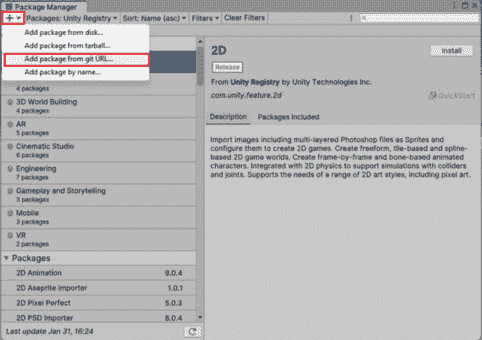 Package Manager
+ Packages: Unity Registry Sort: Name (asc) Filters Clear Filters
Add package from disk...
Add package from tarball...
Add package from git URL...
Add package by name...
4 packages
3D World Building
4 packages
AR
5 packages
Cinematic Studio
6 packages
Engineering
7 packages
Gameplay and Storytelling
5 packages
Mobile
3 packages
VR
2 packages
Packages
2D Animation 9.0.4
2D Aseprite Importer 1.0.1
2D Pixel Perfect 5.0.3
2D PSD Importer 8.0.4
Last update Jan 31, 16:24
2D
Install
Release
From Unity Registry by Unity Technologies Inc.
com.unity.feature.2d
QuickStart
Description Packages Included
Import images including multi-layered Photoshop files as Sprites and
configure them to create 2D games. Create freeform, tile-based and spline-
based 2D game worlds. Create frame-by-frame and bone-based animated
characters. Integrated with 2D physics to support simulations with colliders
and joints. Supports the needs of a range of 2D art styles, including pixel art.